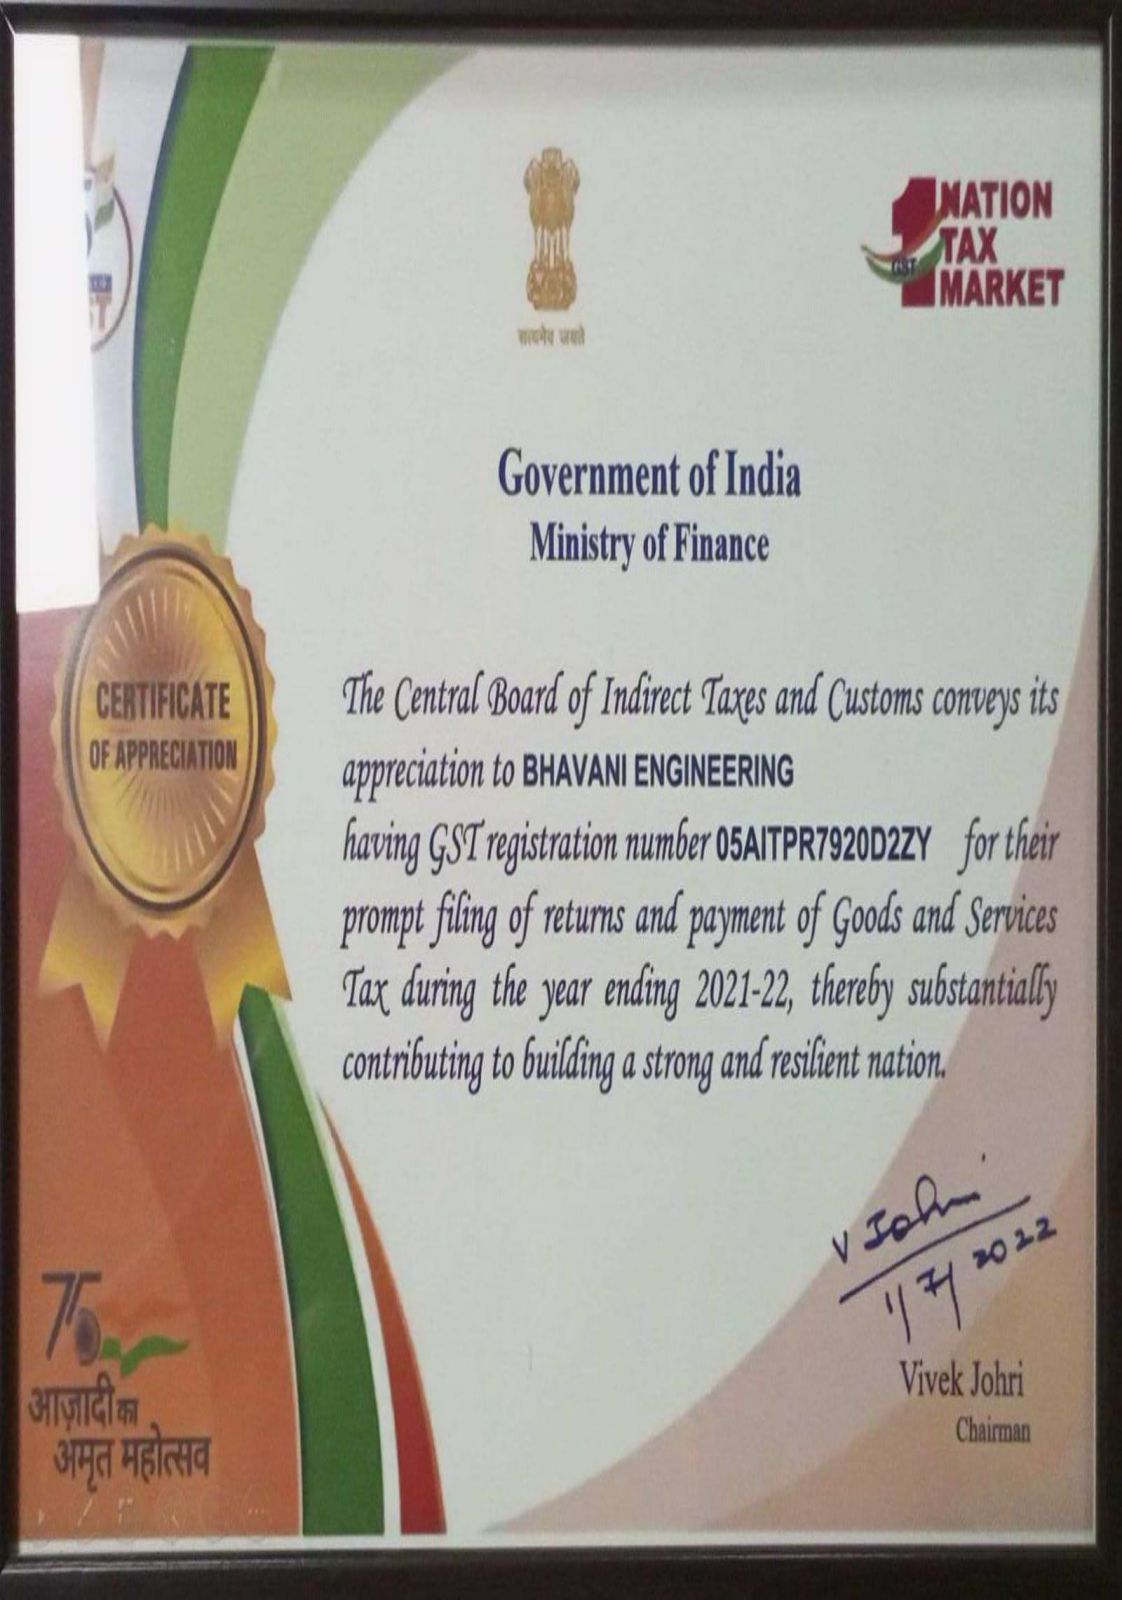 सत्यमेव जयते
1 NATION
TAX
MARKET
GST
Government of India
Ministry of Finance
CERTIFICATE
OF APPRECIATION
The Central Board of Indirect Taxes and Customs conveys its
appreciation to BHAVANI ENGINEERING
having GST registration number 05AITPR7920D2ZY for their
prompt filing of returns and payment of Goods and Services
Tax during the year ending 2021-22, thereby substantially
contributing to building a strong and resilient nation.
V Johri
1/7/2022
Vivek Johri
Chairman
75
आज़ादी का
अमृत महोत्सव